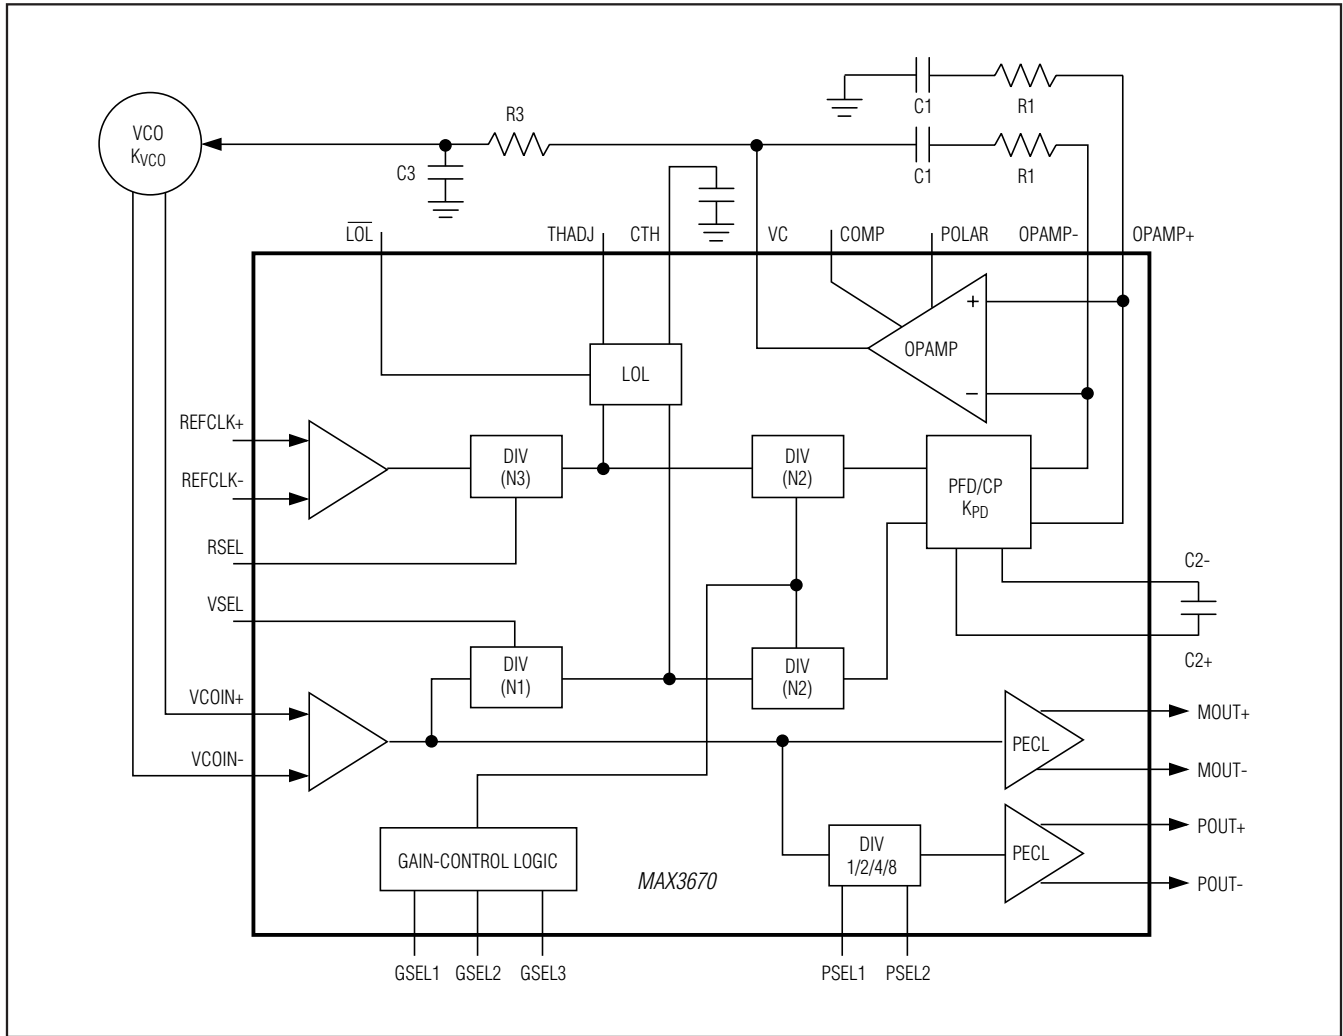 C1
R1
VCO
KVCO
R3
C3
C1
R1
LOL
THADJ
CTH
VC
COMP
POLAR
OPAMP-
OPAMP+
+
OPAMP
−
LOL
REFCLK+
REFCLK-
RSEL
VSEL
VCOIN+
VCOIN-
DIV
(N3)
DIV
(N2)
PFD/CP
KPD
C2-
C2+
DIV
(N1)
DIV
(N2)
PECL
MOUT+
MOUT-
PECL
POUT+
POUT-
GAIN-CONTROL LOGIC
MAX3670
DIV
1/2/4/8
GSEL1
GSEL2
GSEL3
PSEL1
PSEL2